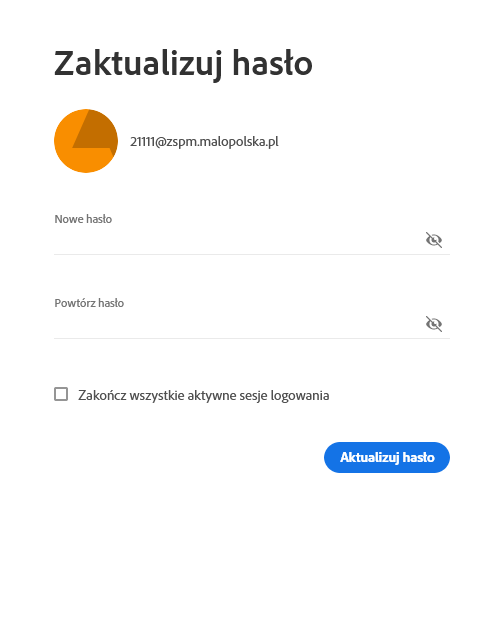 Zaktualizuj hasło
21111@zspm.malopolska.pl
Nowe hasło
Powtórz hasło
Zakończ wszystkie aktywne sesje logowania
Aktualizuj hasło